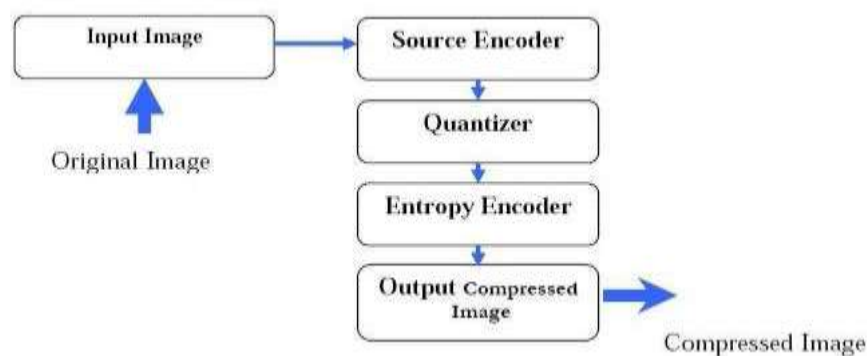 Input Image
Source Encoder
Quantizer
Original Image
Entropy Encoder
Output Compressed
Image
Compressed Image